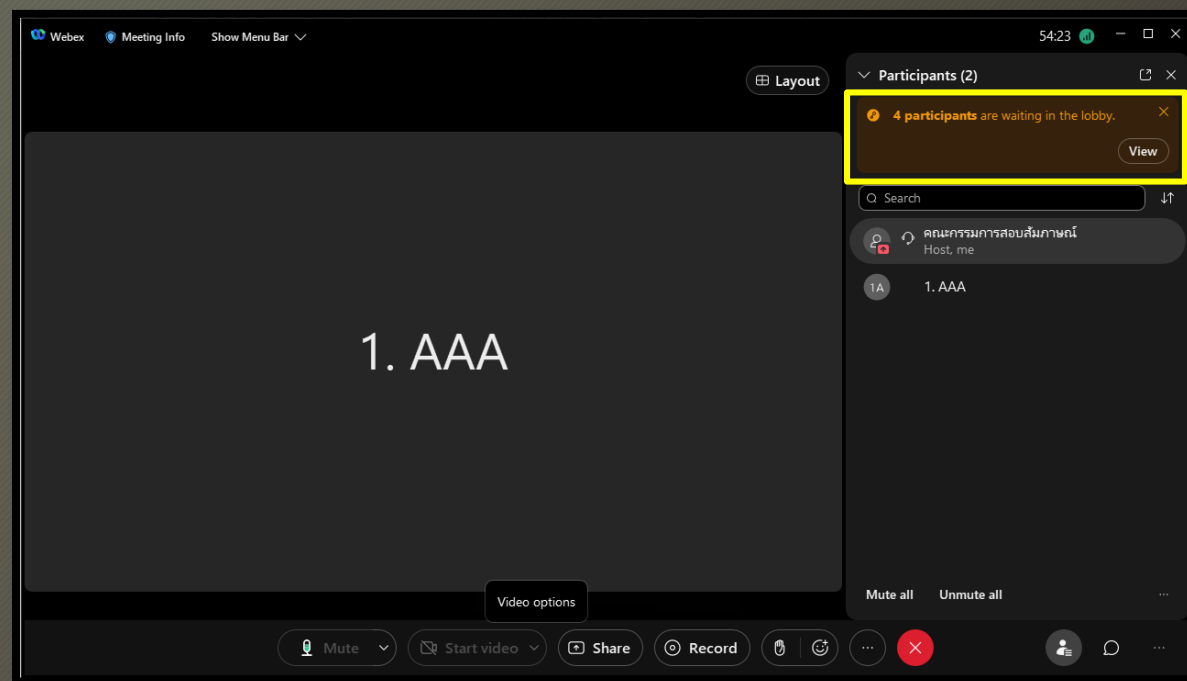 Webex
Meeting Info
Show Menu Bar
54:23
Layout
Participants (2)
4 participants are waiting in the lobby.
View
Search
คณะกรรมการสอบสัมภาษณ์
Host, me
1A
1. AAA
1. AAA
Mute all
Unmute all
Video options
Mute
Start video
Share
Record